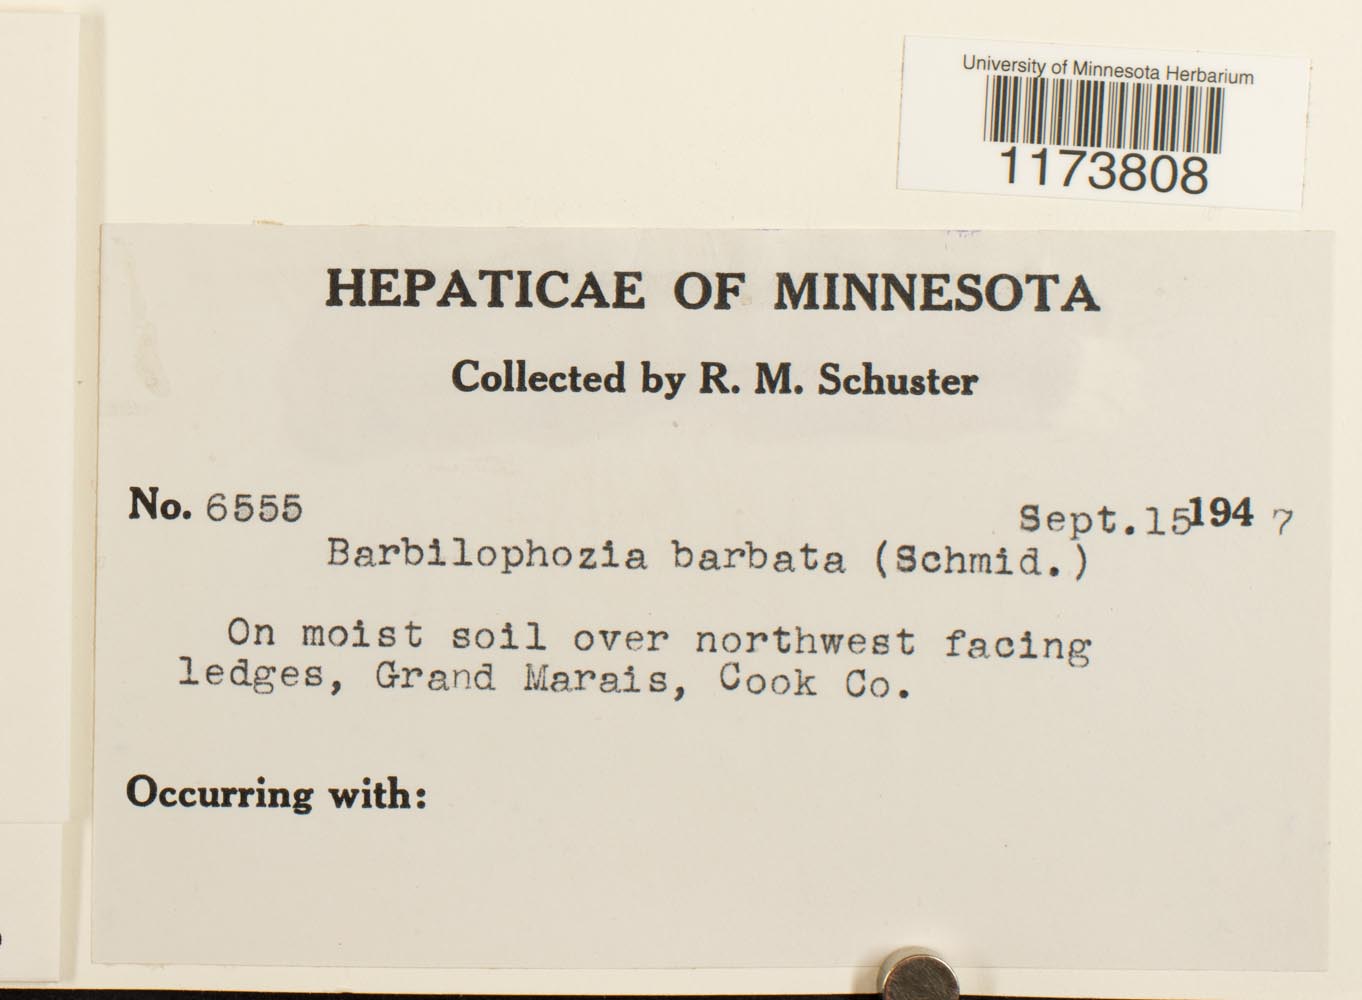 University of Minnesota Herbarium
1173808
HEPATICAE OF MINNESOTA
Collected by R. M. Schuster
No. 6555 Sept.15 1947
Barbilophozia barbata (Schmid.)
On moist soil over northwest facing
ledges, Grand Marais, Cook Co.
Occurring with: